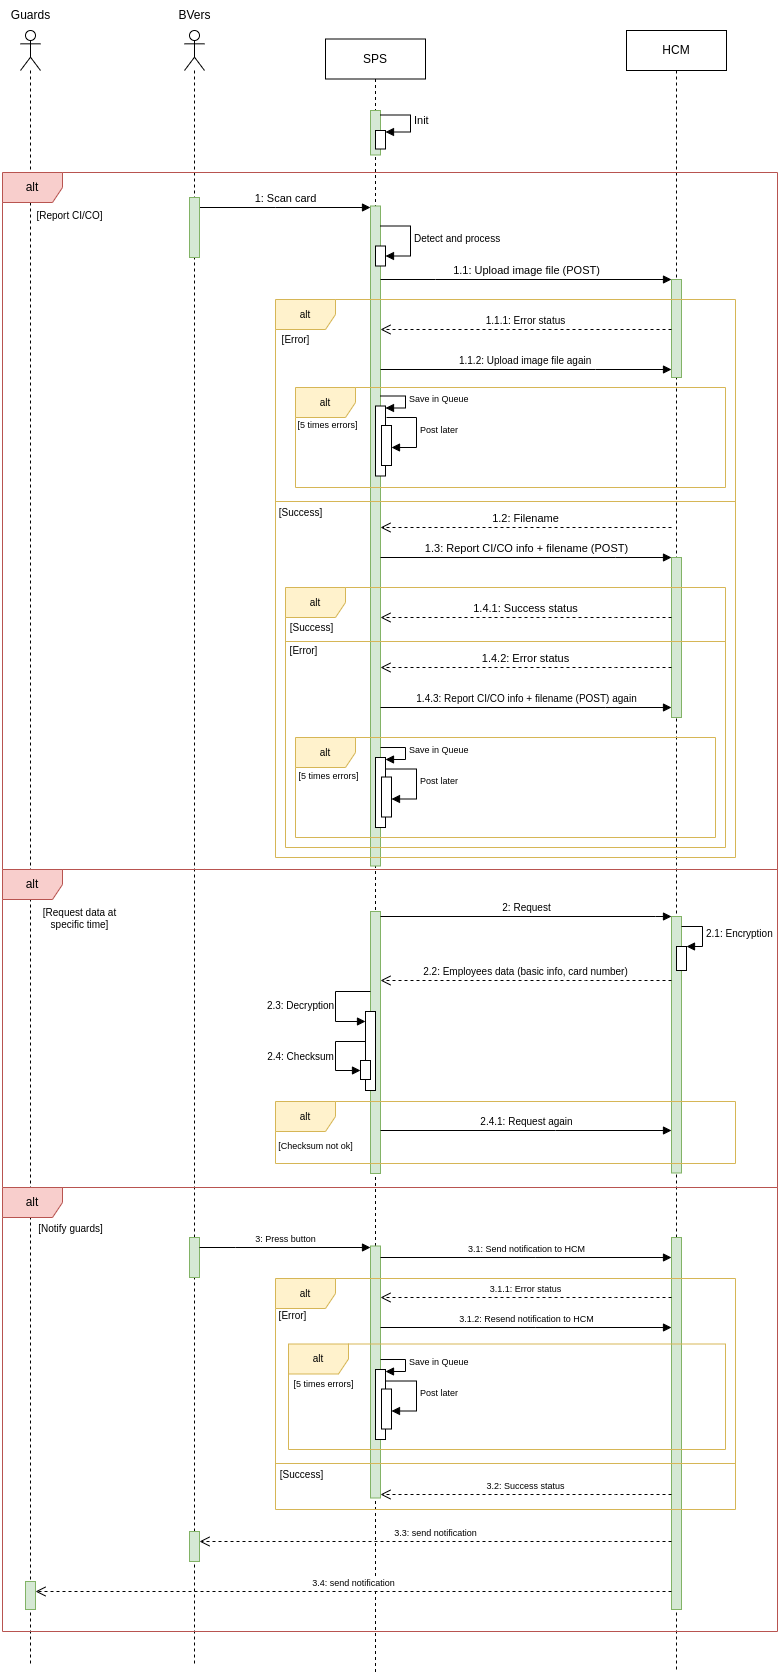 Guards
BVers
SPS
HCM
Init
alt
[Report CI/CO]
1: Scan card
Detect and process
1.1: Upload image file (POST)
alt
[Error]
1.1.1: Error status
1.1.2: Upload image file again
alt
[5 times errors]
Save in Queue
Post later
[Success]
1.2: Filename
1.3: Report CI/CO info + filename (POST)
alt
[Success]
1.4.1: Success status
[Error]
1.4.2: Error status
1.4.3: Report CI/CO info + filename (POST) again
alt
[5 times errors]
Save in Queue
Post later
alt
[Request data at
specific time]
2: Request
2.1: Encryption
2.2: Employees data (basic info, card number)
2.3: Decryption
2.4: Checksum
alt
[Checksum not ok]
2.4.1: Request again
alt
[Notify guards]
3: Press button
3.1: Send notification to HCM
alt
[Error]
3.1.1: Error status
3.1.2: Resend notification to HCM
alt
[5 times errors]
Save in Queue
Post later
[Success]
3.2: Success status
3.3: send notification
3.4: send notification